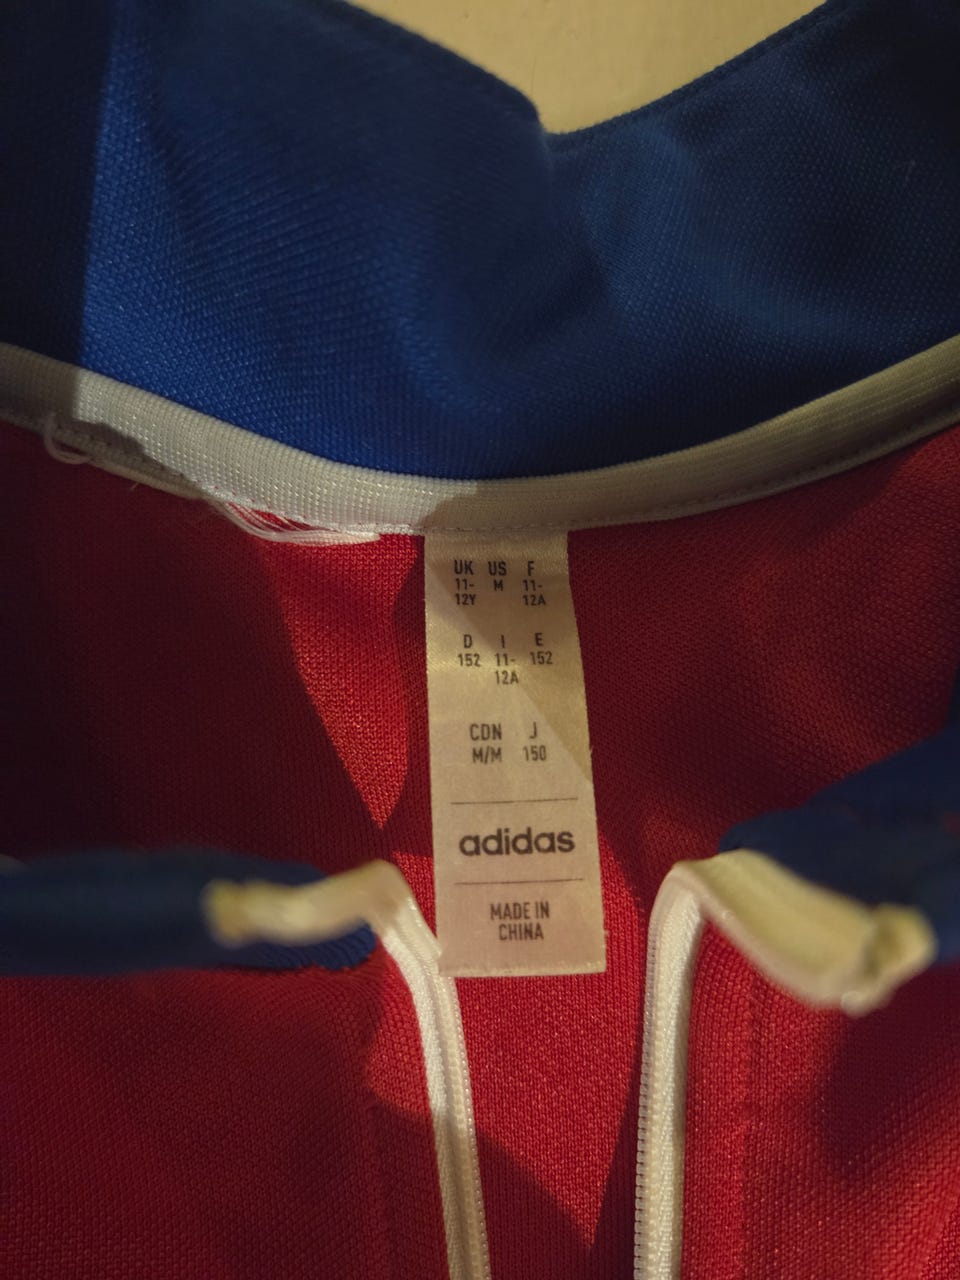 UK US F
11- M 11-
12Y 12A
D I E
152 11- 152
12A
CDN J
M/M 150
adidas
MADE IN
CHINA